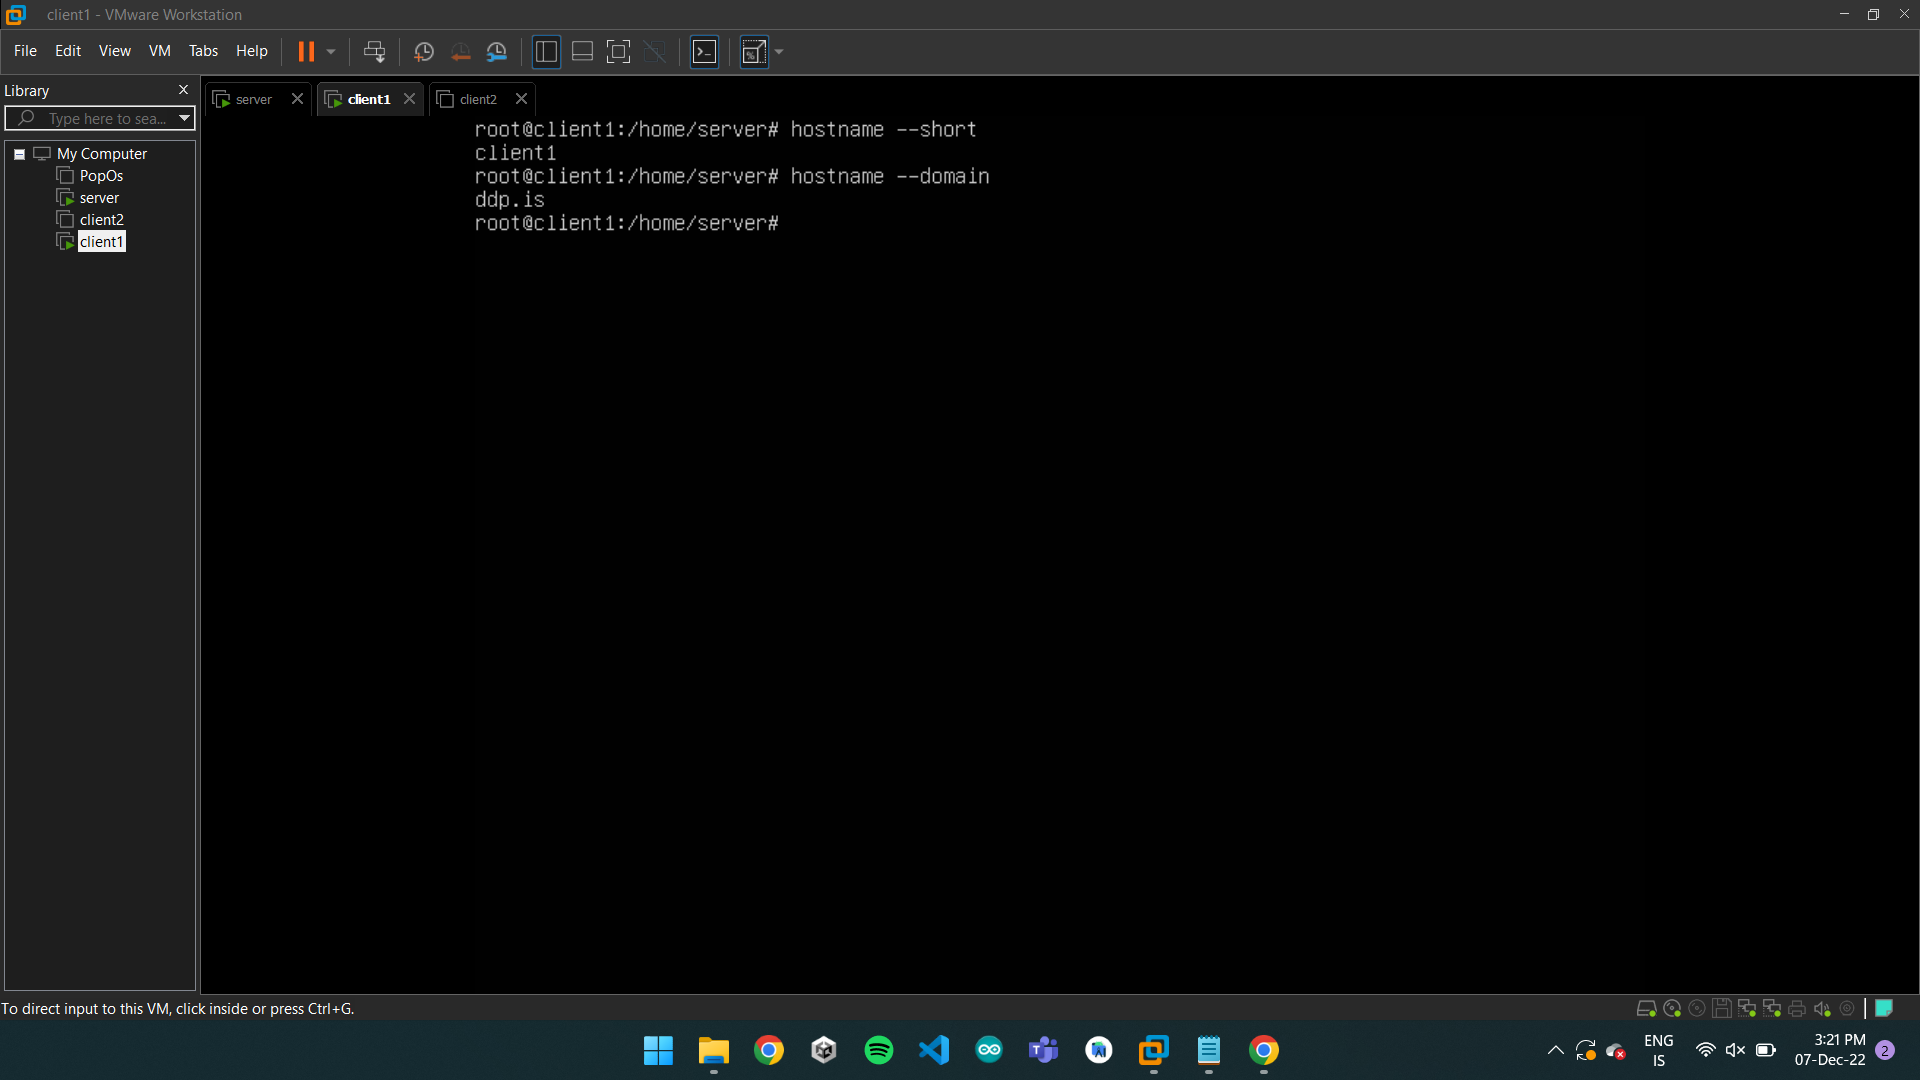 client1 - VMware Workstation
File Edit View VM Tabs Help
Library
Type here to sea...
My Computer
PopOs
server
client2
client1
server
client1
client2
root@client1:/home/server# hostname --short
client1
root@client1:/home/server# hostname --domain
ddp.is
root@client1:/home/server#
To direct input to this VM, click inside or press Ctrl+G.
ENG
IS
3:21 PM
07-Dec-22
2